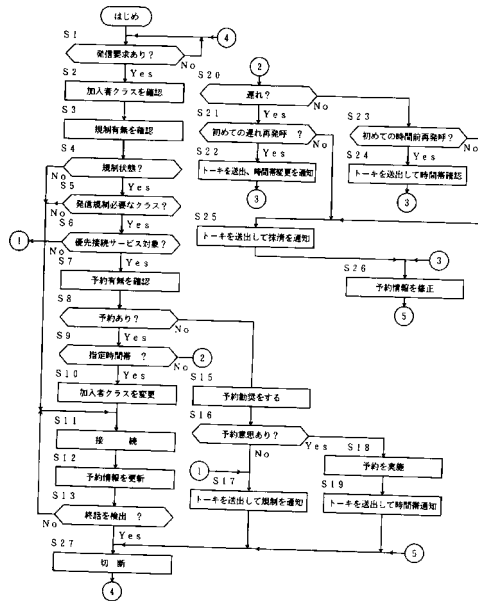 はじめ
S1
④
発信要求あり？
No
S2
Yes
加入者クラスを確認
S3
規制有無を確認
S4
規制状態？
No
S5
Yes
発信規制必要なクラス？
No
S6
Yes
①
優先接続サービス対象？
No
S7
Yes
予約有無を確認
S8
予約あり？
No
S9
Yes
指定時間帯 ？
②
No
S10
Yes
加入者クラスを変更
S11
接 続
S12
予約情報を更新
S13
終話を検出 ？
No
Yes
S27
切 断
④
S20
②
遅れ？
No
S21
Yes
初めての遅れ再発呼？
No
S22
Yes
トーキを送出、時間帯変更を通知
③
S23
初めての時間前再発呼？
No
S24
Yes
トーキを送出して時間帯確認
③
S25
トーキを送出して抹消を通知
③
S26
予約情報を修正
⑤
S15
予約勧奨をする
S16
予約意思あり？
Yes
No
①
S17
トーキを送出して規制を通知
S18
予約を実施
S19
トーキを送出して時間帯通知
⑤